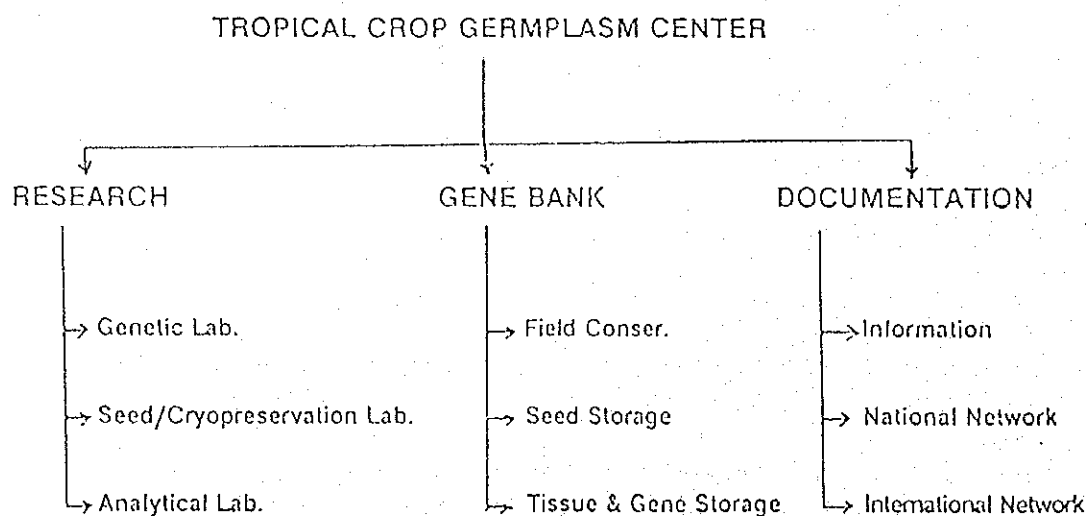 TROPICAL CROP GERMPLASM CENTER
RESEARCH
GENE BANK
DOCUMENTATION
Genetic Lab.
Field Conser.
Information
Seed/Cryopreservation Lab.
Seed Storage
National Network
Analytical Lab.
Tissue & Gene Storage
International Network